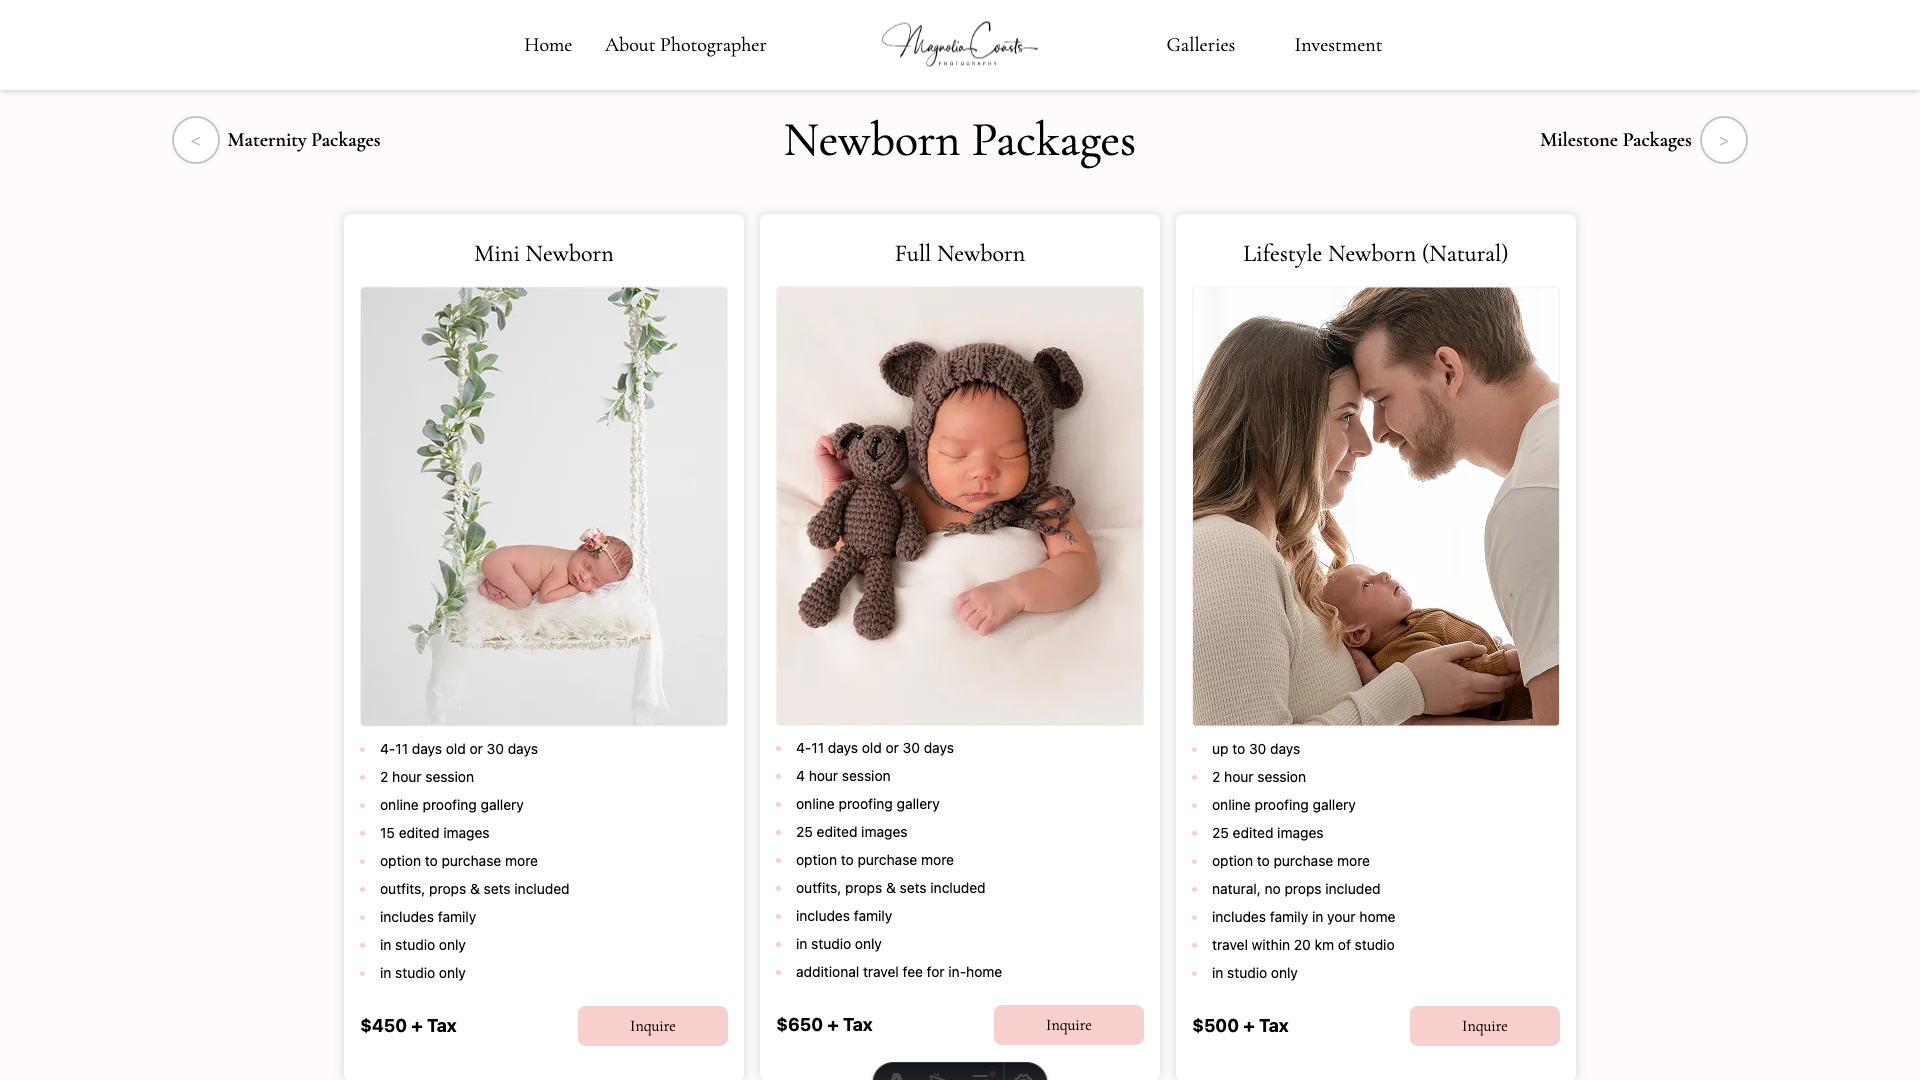 Home
About Photographer
Magnolia Coasts
PHOTOGRAPHY
Galleries
Investment
<
Maternity Packages
Newborn Packages
Milestone Packages
>
Mini Newborn
4-11 days old or 30 days
2 hour session
online proofing gallery
15 edited images
option to purchase more
outfits, props & sets included
includes family
in studio only
in studio only
$450 + Tax
Inquire
Full Newborn
4-11 days old or 30 days
4 hour session
online proofing gallery
25 edited images
option to purchase more
outfits, props & sets included
includes family
in studio only
additional travel fee for in-home
$650 + Tax
Inquire
Lifestyle Newborn (Natural)
up to 30 days
2 hour session
online proofing gallery
25 edited images
option to purchase more
natural, no props included
includes family in your home
travel within 20 km of studio
in studio only
$500 + Tax
Inquire